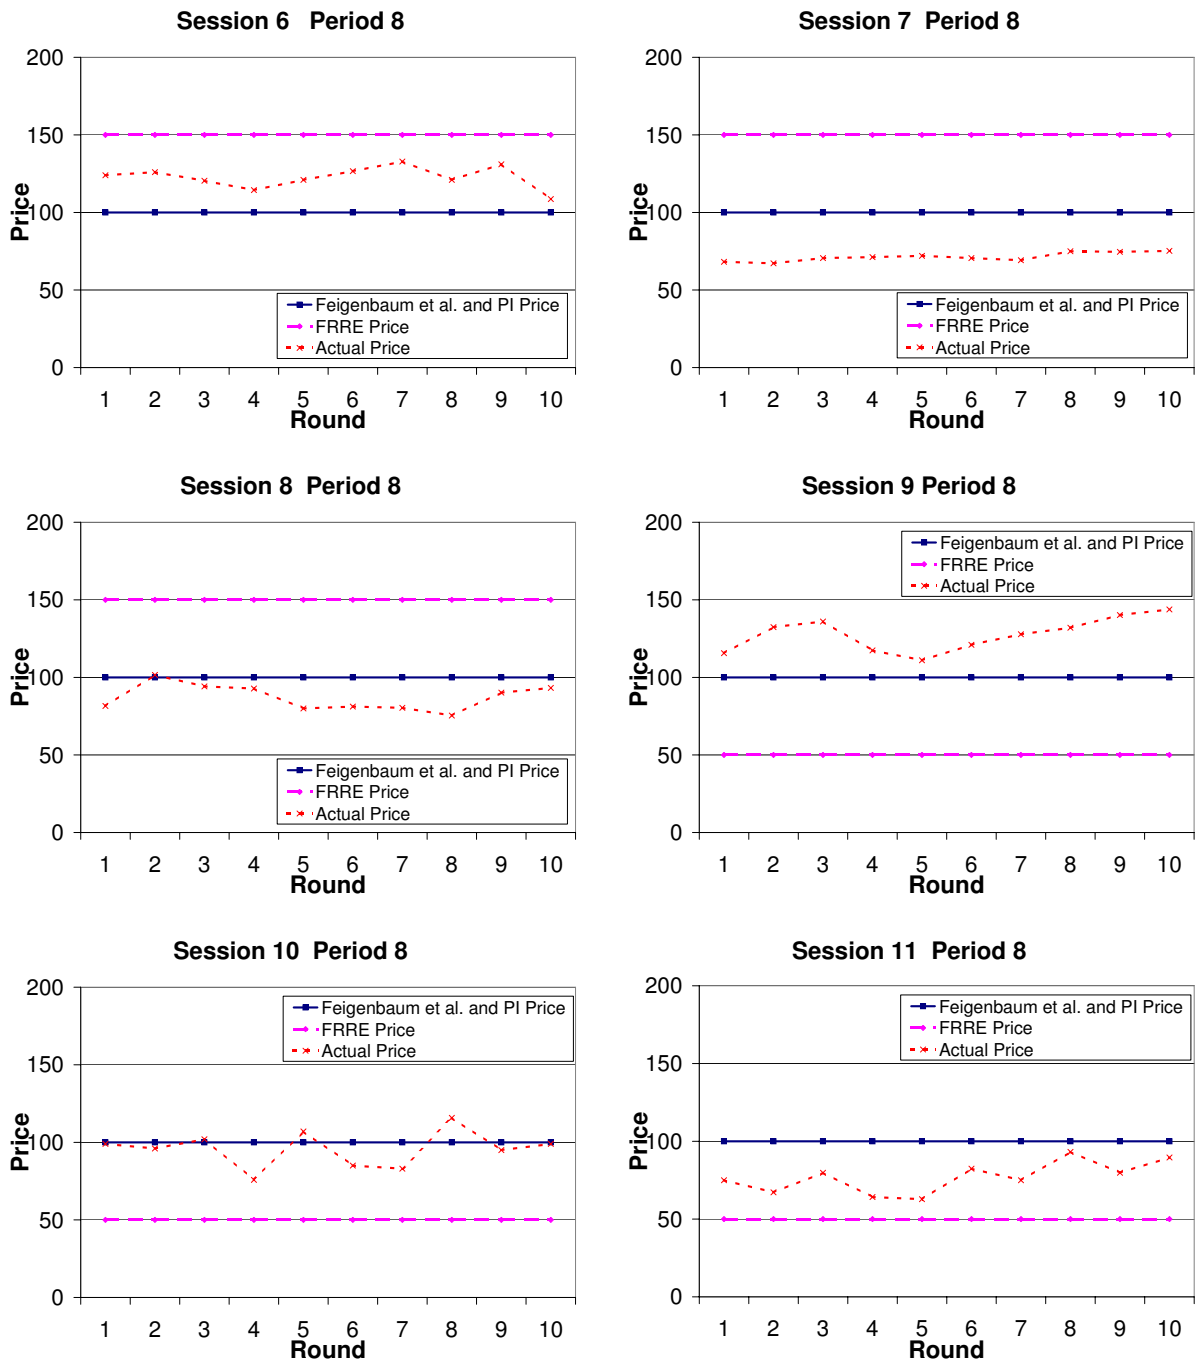 Session 6   Period 8
200
150
100
50
0
Price
Feigenbaum et al. and PI Price
FRRE Price
Actual Price
1 2 3 4 5 6 7 8 9 10
Round
Session 7  Period 8
200
150
100
50
0
Price
Feigenbaum et al. and PI Price
FRRE Price
Actual Price
1 2 3 4 5 6 7 8 9 10
Round
Session 8  Period 8
200
150
100
50
0
Price
Feigenbaum et al. and PI Price
FRRE Price
Actual Price
1 2 3 4 5 6 7 8 9 10
Round
Session 9 Period 8
200
150
100
50
0
Price
Feigenbaum et al. and PI Price
FRRE Price
Actual Price
1 2 3 4 5 6 7 8 9 10
Round
Session 10  Period 8
200
150
100
50
0
Price
Feigenbaum et al. and PI Price
FRRE Price
Actual Price
1 2 3 4 5 6 7 8 9 10
Round
Session 11  Period 8
200
150
100
50
0
Price
Feigenbaum et al. and PI Price
FRRE Price
Actual Price
1 2 3 4 5 6 7 8 9 10
Round